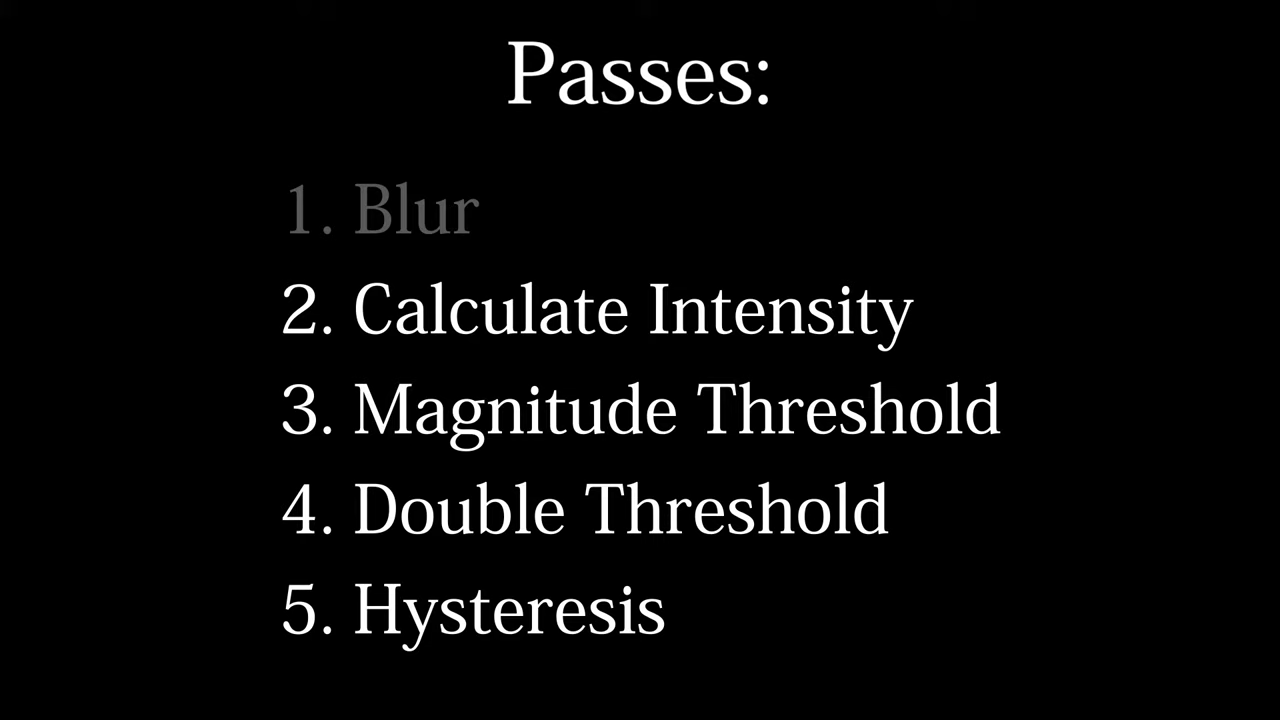 Passes:
1. Blur
2. Calculate Intensity
3. Magnitude Threshold
4. Double Threshold
5. Hysteresis